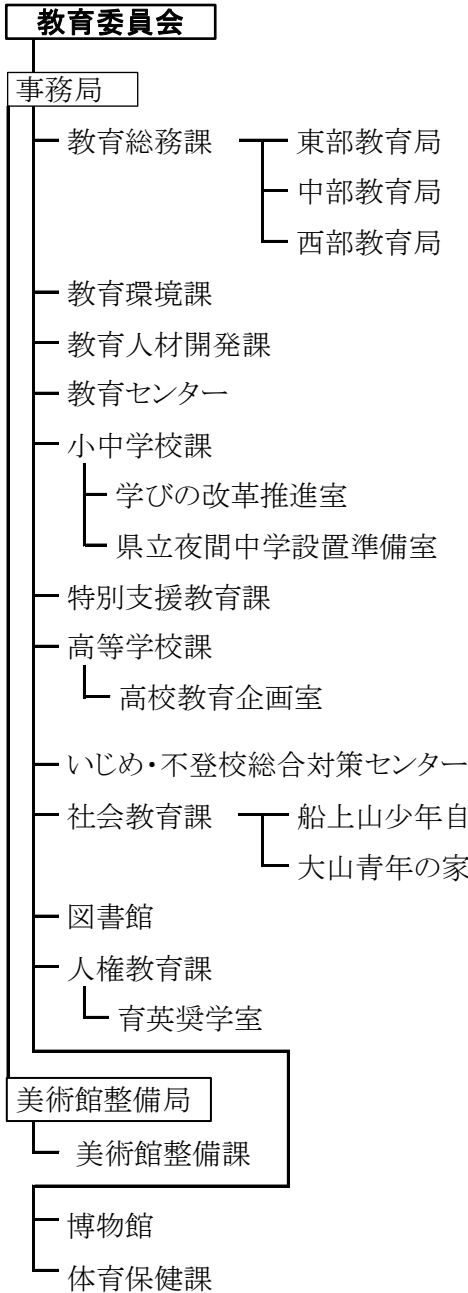 教育委員会
事務局
教育総務課 東部教育局
中部教育局
西部教育局
教育環境課
教育人材開発課
教育センター
小中学校課
学びの改革推進室
県立夜間中学設置準備室
特別支援教育課
高等学校課
高校教育企画室
いじめ・不登校総合対策センター
社会教育課 船上山少年自
大山青年の家
図書館
人権教育課
育英奨学室
美術館整備局
美術館整備課
博物館
体育保健課